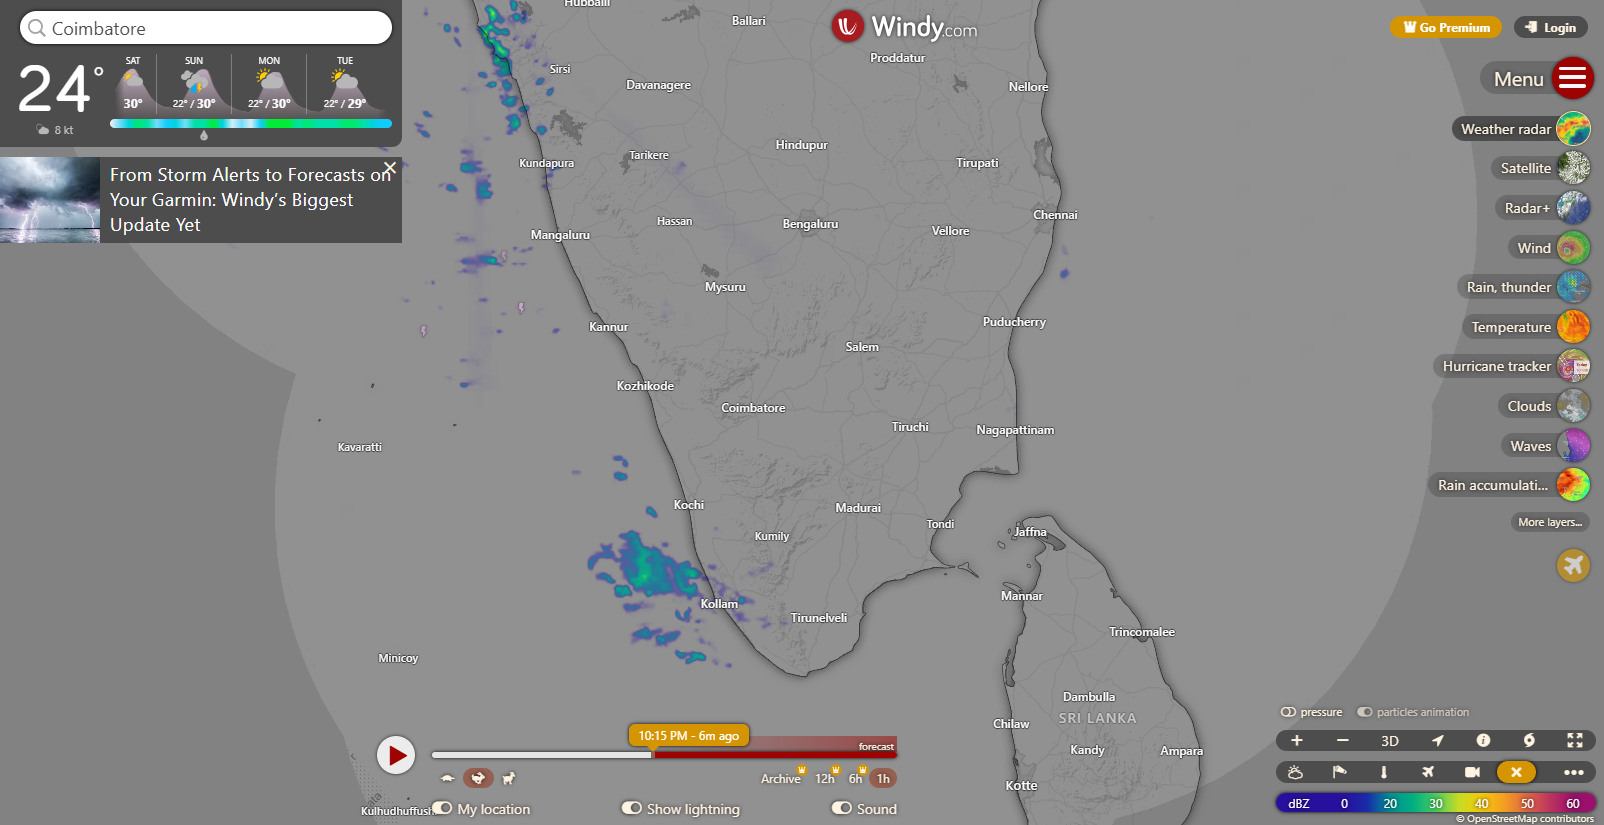 Coimbatore
24°
8 kt
SAT
30°
SUN
22° / 30°
MON
22° / 30°
TUE
22° / 29°
From Storm Alerts to Forecasts on
Your Garmin: Windy’s Biggest
Update Yet
Windy.com
Go Premium
Login
Menu
Weather radar
Satellite
Radar+
Wind
Rain, thunder
Temperature
Hurricane tracker
Clouds
Waves
Rain accumulati...
More layers...
Hubballi
Ballari
Proddatur
Sirsi
Davanagere
Nellore
Hindupur
Kundapura
Tarikere
Tirupati
Chennai
Hassan
Bengaluru
Vellore
Mangaluru
Mysuru
Kannur
Puducherry
Salem
Kozhikode
Coimbatore
Tiruchi
Nagapattinam
Kavaratti
Kochi
Madurai
Tondi
Kumily
Jaffna
Mannar
Kollam
Tirunelveli
Trincomalee
Minicoy
Dambulla
SRI LANKA
Chilaw
Kandy
Ampara
Kotte
Kulhudhuffush
10:15 PM - 6m ago
forecast
Archive
12h
6h
1h
My location
Show lightning
Sound
pressure
particles animation
+
−
3D
dBZ
0
20
30
40
50
60
© OpenStreetMap contributors